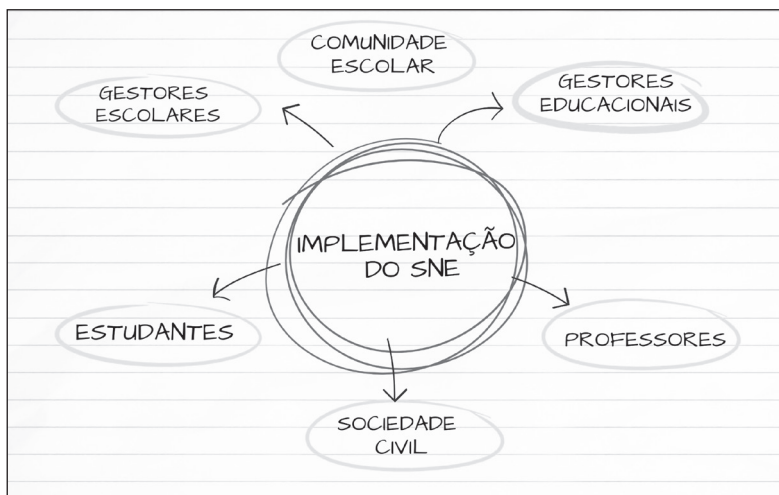 COMUNIDADE
ESCOLAR
GESTORES
ESCOLARES
GESTORES
EDUCACIONAIS
IMPLEMENTAÇÃO
DO SNE
ESTUDANTES
PROFESSORES
SOCIEDADE
CIVIL